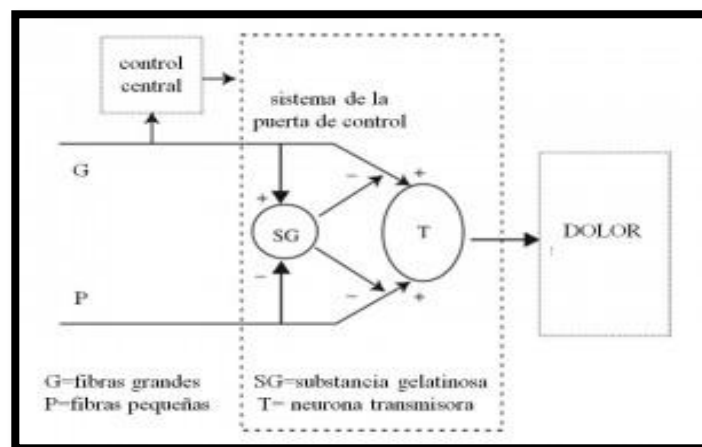 control
central
sistema de la
puerta de control
G
+
−
+
SG
T
DOLOR
−
−
+
P
G=fibras grandes
P=fibras pequeñas
SG=substancia gelatinosa
T= neurona transmisora